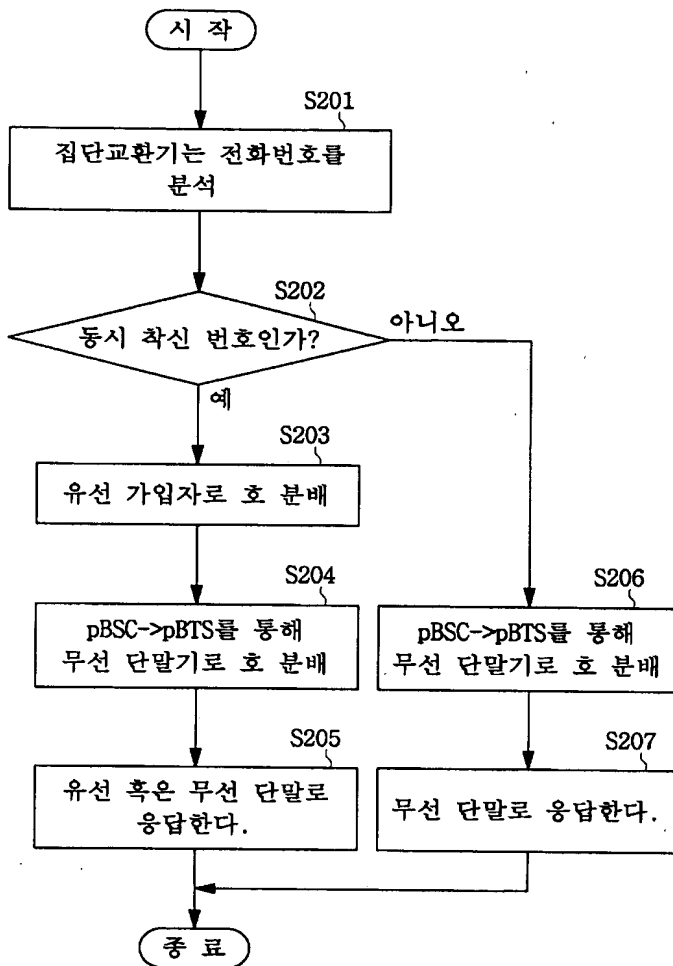 시 작
S201
집단교환기는 전화번호를
분석
S202
동시 착신 번호인가?
아니오
예
S203
유선 가입자로 호 분배
S204
pBSC->pBTS를 통해
무선 단말기로 호 분배
S206
pBSC->pBTS를 통해
무선 단말기로 호 분배
S205
유선 혹은 무선 단말로
응답한다.
S207
무선 단말로 응답한다.
종 료